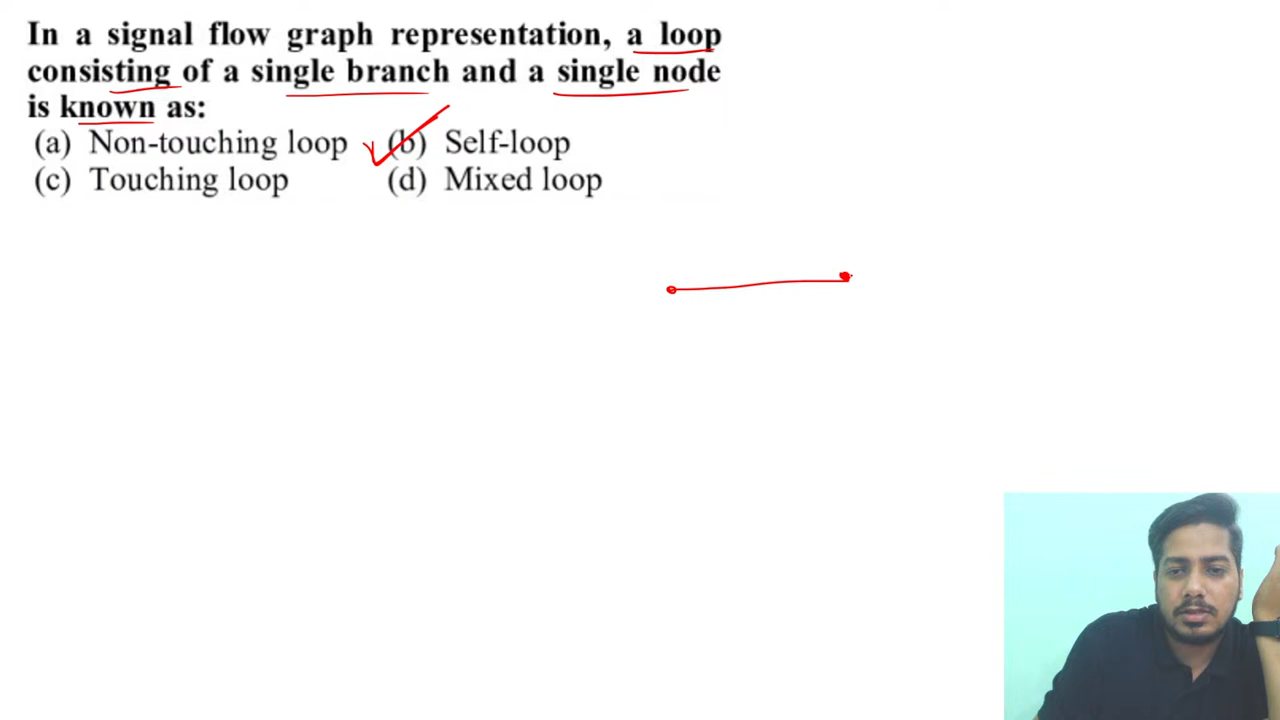 In a signal flow graph representation, a loop
consisting of a single branch and a single node
is known as:
(a) Non-touching loop (b) Self-loop
(c) Touching loop (d) Mixed loop